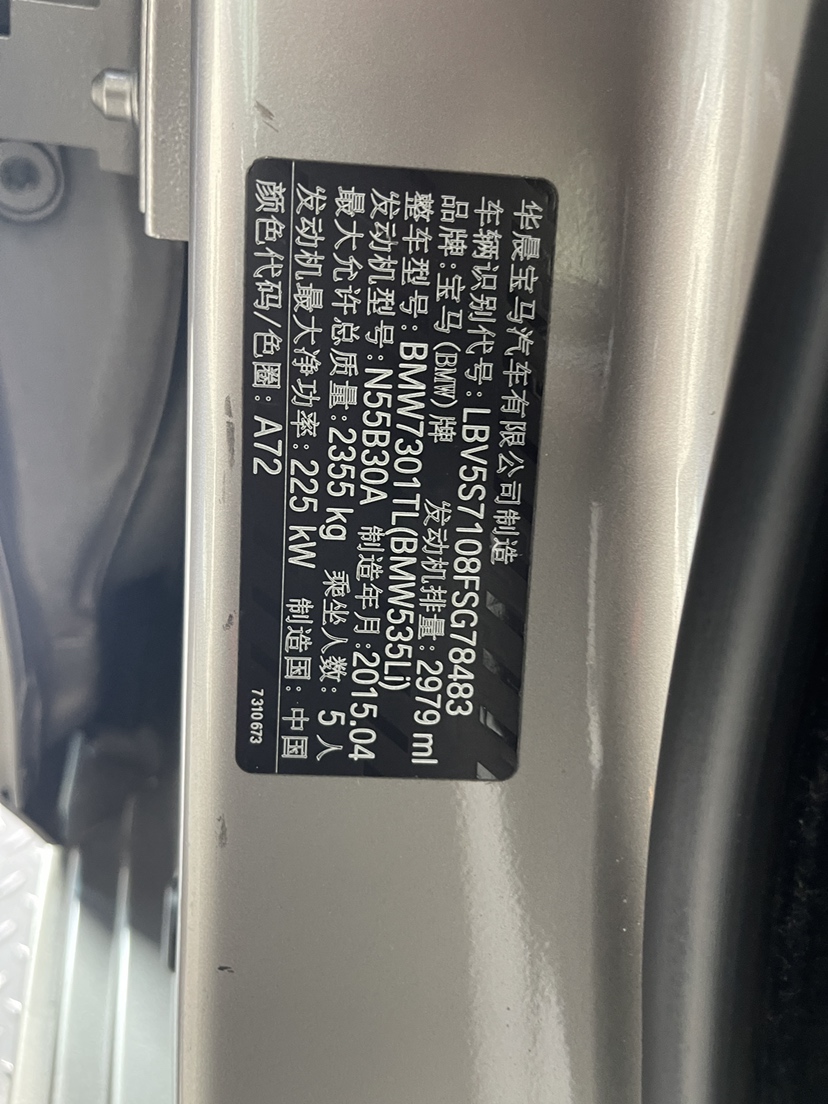 华晨宝马汽车有限公司制造
车辆识别代号：LBV5S7108FSG78483
品牌：宝马(BMW)牌 发动机排量：2979 ml
整车型号：BMW7301TL(BMW535Li)
发动机型号：N55B30A 制造年月：2015.04
最大允许总质量：2355 kg 乘坐人数：5人
发动机最大净功率：225 kW 制造国：中国
颜色代码/色圈：A72
7310673